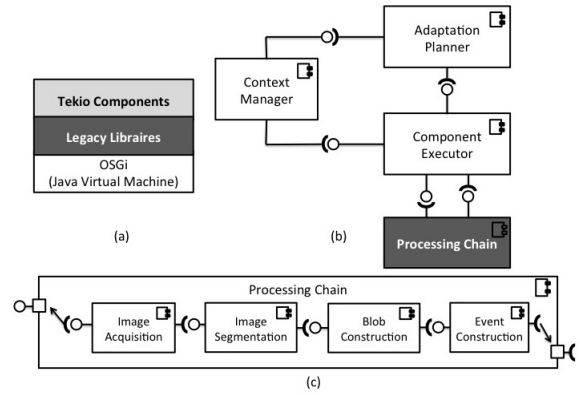 Tekio Components
Legacy Libraires
OSGi
(Java Virtual Machine)
(a)
Adaptation
Planner
Context
Manager
Component
Executor
Processing Chain
(b)
Processing Chain
Image
Acquisition
Image
Segmentation
Blob
Construction
Event
Construction
(c)